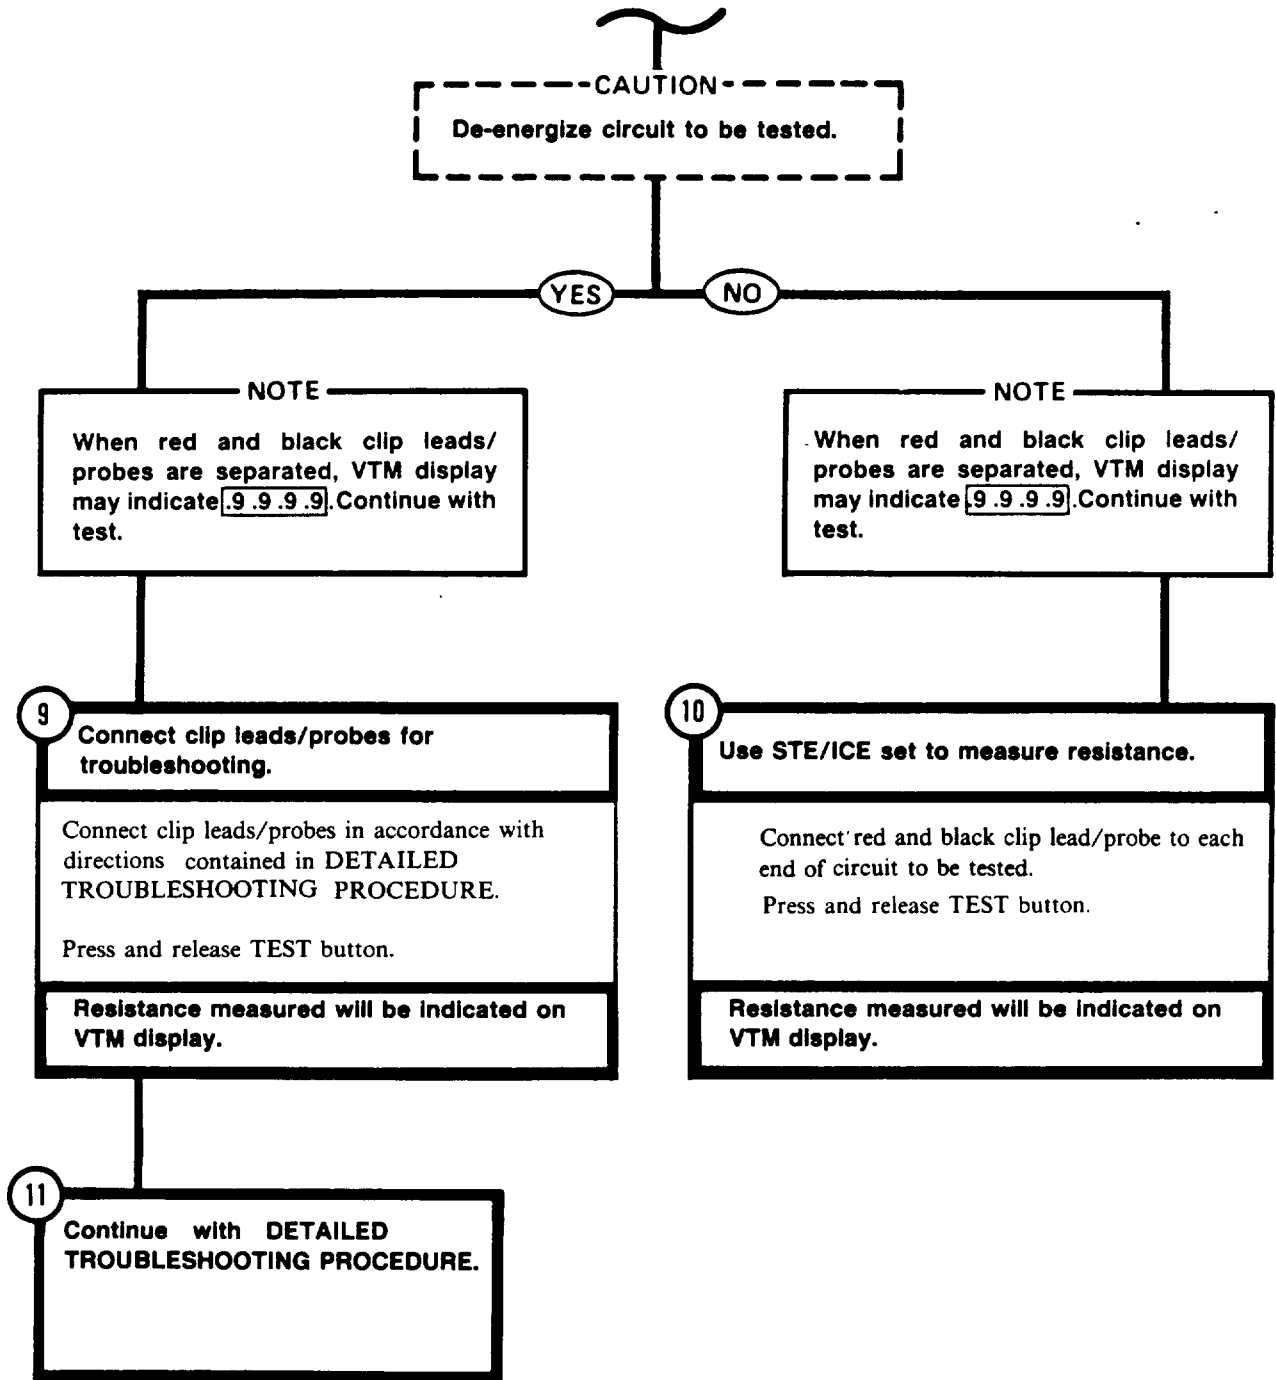 CAUTION
De-energize circuit to be tested.
YES
NO
NOTE
When red and black clip leads/
probes are separated, VTM display
may indicate .9 .9 .9 .9 .Continue with
test.
NOTE
When red and black clip leads/
probes are separated, VTM display
may indicate .9 .9 .9 .9 .Continue with
test.
9
Connect clip leads/probes for
troubleshooting.
Connect clip leads/probes in accordance with
directions contained in DETAILED
TROUBLESHOOTING PROCEDURE.
Press and release TEST button.
Resistance measured will be indicated on
VTM display.
10
Use STE/ICE set to measure resistance.
Connect red and black clip lead/probe to each
end of circuit to be tested.
Press and release TEST button.
Resistance measured will be indicated on
VTM display.
11
Continue with DETAILED
TROUBLESHOOTING PROCEDURE.